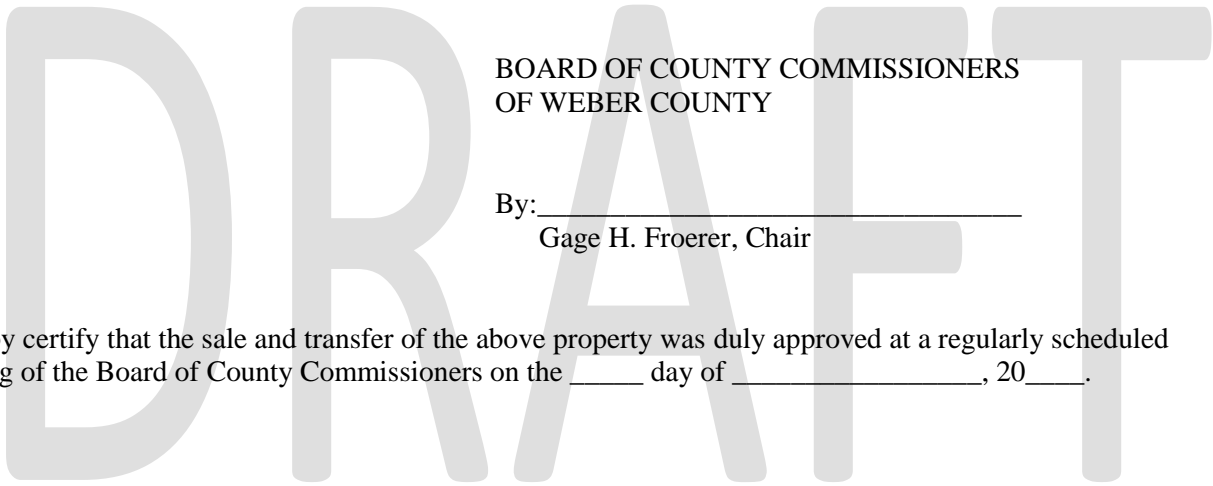 DRAFT
BOARD OF COUNTY COMMISSIONERS
OF WEBER COUNTY
By:_________________________________
Gage H. Froerer, Chair
y certify that the sale and transfer of the above property was duly approved at a regularly scheduled
g of the Board of County Commissioners on the _____ day of _________________, 20____.